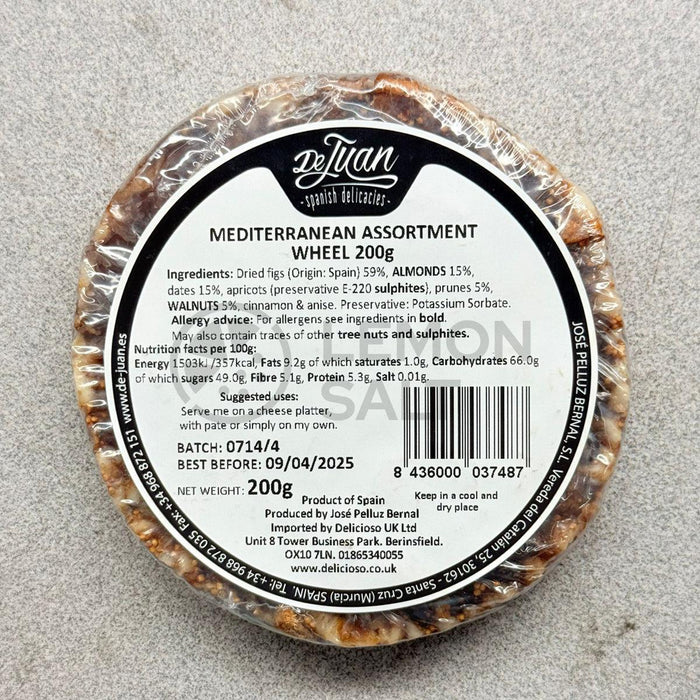 De Juan
- spanish delicacies -
MEDITERRANEAN ASSORTMENT
WHEEL 200g
Ingredients: Dried figs (Origin: Spain) 59%, ALMONDS 15%,
dates 15%, apricots (preservative E-220 sulphites), prunes 5%,
WALNUTS 5%, cinnamon & anise. Preservative: Potassium Sorbate.
Allergy advice: For allergens see ingredients in bold.
May also contain traces of other tree nuts and sulphites.
Nutrition facts per 100g:
Energy 1503kJ/357kcal, Fats 9.2g of which saturates 1.0g, Carbohydrates 66.0g
of which sugars 49.0g, Fibre 5.1g, Protein 5.3g, Salt 0.01g.
Suggested uses:
Serve me on a cheese platter,
with pate or simply on my own.
BATCH: 0714/4
BEST BEFORE: 09/04/2025
NET WEIGHT: 200g
8 436000 037487
Keep in a cool and
dry place
Product of Spain
Produced by José Pelluz Bernal
Imported by Delicioso UK Ltd
Unit 8 Tower Business Park. Berinsfield.
OX10 7LN. 01865340055
www.delicioso.co.uk
JOSÉ PELLUZ BERNAL, S.L. Vereda del Catalán 25, 30162 - Santa Cruz (Murcia) SPAIN. Tel: +34 968 872 035 Fax: +34 968 872 151 www.de-juan.es
LEMON
SALT